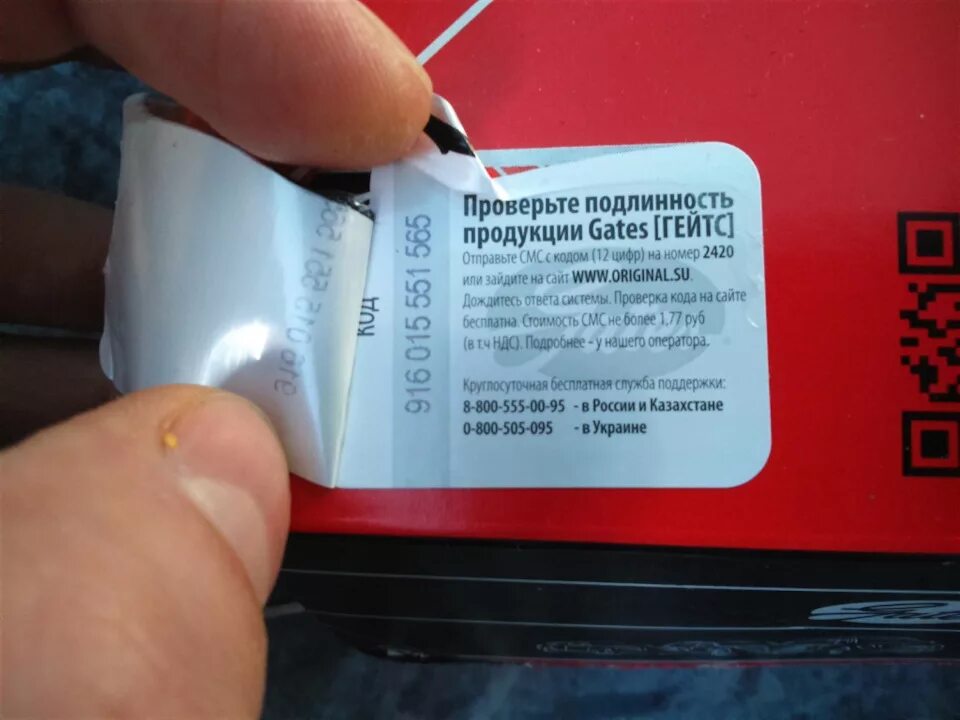 Проверьте подлинность
продукции Gates [ГЕЙТС]
Отправьте СМС с кодом (12 цифр) на номер 2420
или зайдите на сайт WWW.ORIGINAL.SU.
Дождитесь ответа системы. Проверка кода на сайте
бесплатна. Стоимость СМС не более 1,77 руб
(в т.ч НДС). Подробнее - у нашего оператора.
Круглосуточная бесплатная служба поддержки:
8-800-555-00-95 - в России и Казахстане
0-800-505-095 - в Украине
КОД
916 015 551 565
Gates